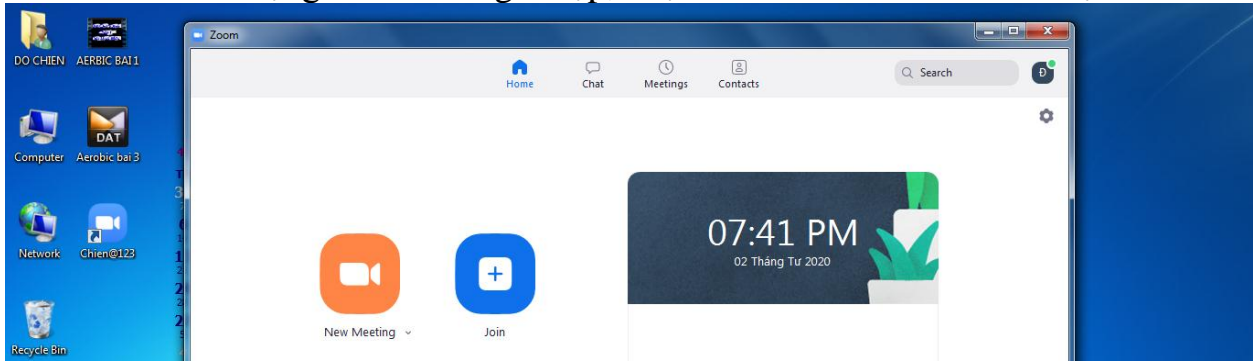 DO CHIEN
AERBIC BAI 1
Computer
DAT
Aerobic bai 3
Network
Chien@123
Recycle Bin
Zoom
Home
Chat
Meetings
Contacts
Search
Đ
07:41 PM
02 Tháng Tư 2020
New Meeting
Join